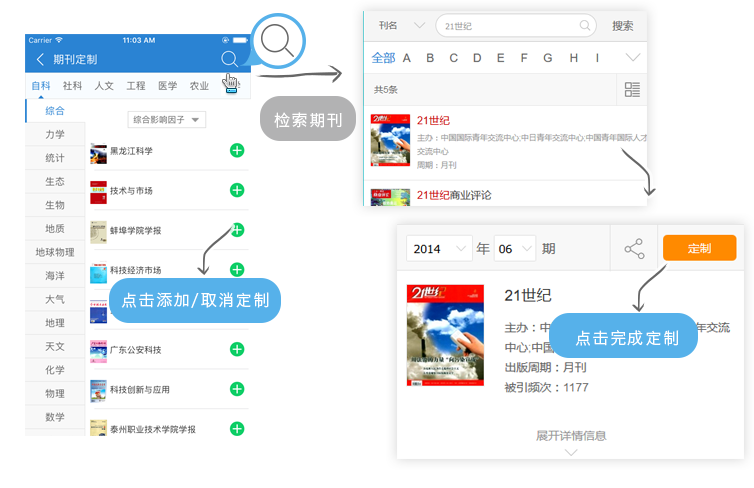 Carrier
11:03 AM
期刊定制
自科 社科 人文 工程 医学 农业
综合
力学
统计
生态
生物
地质
地球物理
海洋
大气
地理
天文
化学
物理
数学
综合影响因子
黑龙江科学
技术与市场
蚌埠学院学报
科技经济市场
点击添加/取消定制
广东公安科技
科技创新与应用
泰州职业技术学院学报
检索期刊
刊名 21世纪 搜索
全部 A B C D E F G H I
共5条
21世纪
主办：中国国际青年交流中心;中日青年交流中心;中国青年国际人才
交流中心
周期：月刊
21世纪商业评论
2014 年 06 期 定制
21世纪
21世纪
主办：中 年交流
中心;中国
点击完成定制
出版周期：月刊
被引频次：1177
展开详情信息